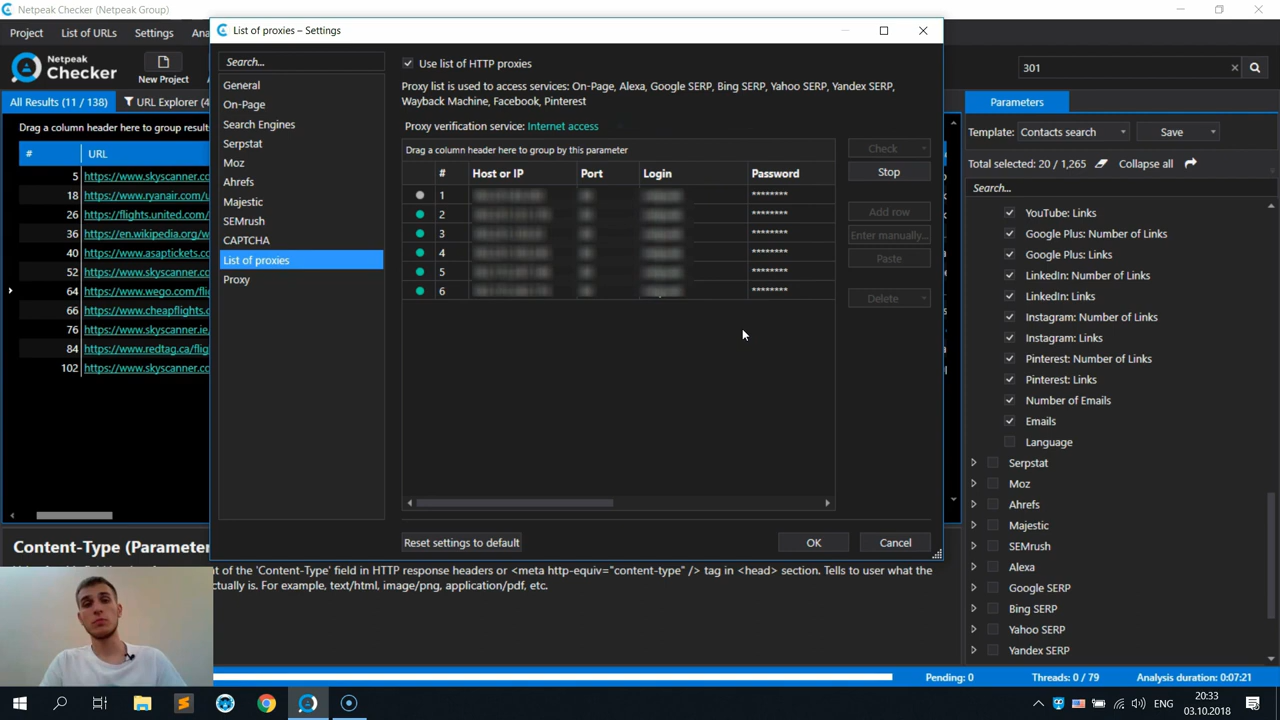 Netpeak Checker (Netpeak Group)
Project
List of URLs
Settings
Netpeak
Checker
New Project
301
All Results (11 / 138)
URL Explorer (4
Drag a column header here to group result
#
URL
5
https://www.skyscanner.co
18
https://www.ryanair.com/u
26
https://flights.united.com/
36
https://en.wikipedia.org/w
40
https://www.asaptickets.c
52
https://www.skyscanner.co
64
https://www.wego.com/fli
66
https://www.cheapflights.
76
https://www.skyscanner.ie,
84
https://www.redtag.ca/flig
102
https://www.skyscanner.co
List of proxies – Settings
Search...
General
On-Page
Search Engines
Serpstat
Moz
Ahrefs
Majestic
SEMrush
CAPTCHA
List of proxies
Proxy
Use list of HTTP proxies
Proxy list is used to access services: On-Page, Alexa, Google SERP, Bing SERP, Yahoo SERP, Yandex SERP,
Wayback Machine, Facebook, Pinterest
Proxy verification service: Internet access
Drag a column header here to group by this parameter
# Host or IP Port Login Password
1 ********
2 ********
3 ********
4 ********
5 ********
6 ********
Check
Stop
Add row
Enter manually...
Paste
Delete
Reset settings to default
OK
Cancel
Parameters
Template: Contacts search
Save
Total selected: 20 / 1,265
Collapse all
Search...
YouTube: Links
Google Plus: Number of Links
Google Plus: Links
LinkedIn: Number of Links
LinkedIn: Links
Instagram: Number of Links
Instagram: Links
Pinterest: Number of Links
Pinterest: Links
Number of Emails
Emails
Language
Serpstat
Moz
Ahrefs
Majestic
SEMrush
Alexa
Google SERP
Bing SERP
Yahoo SERP
Yandex SERP
Content-Type (Parameter
nt of the 'Content-Type' field in HTTP response headers or <meta http-equiv="content-type" /> tag in <head> section. Tells to user what the
ctually is. For example, text/html, image/png, application/pdf, etc.
Pending: 0
Threads: 0 / 79
Analysis duration: 0:07:21
ENG
20:33
03.10.2018